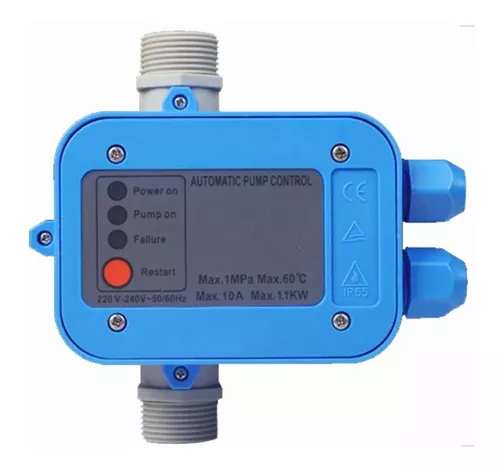 AUTOMATIC PUMP CONTROL
Power on
Pump on
Failure
Restart
220 V-240V~50/60Hz
Max.1MPa Max.60℃
Max.10A Max.1.1KW
CE
IP65